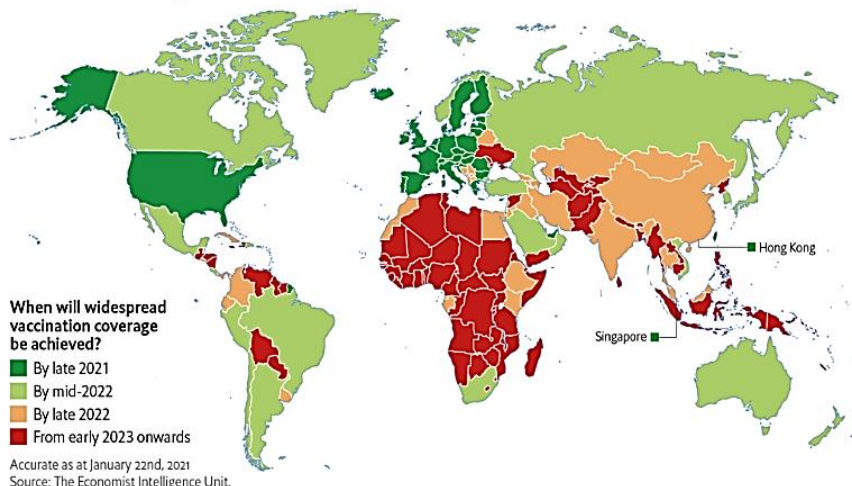 Hong Kong
Singapore
When will widespread
vaccination coverage
be achieved?
By late 2021
By mid-2022
By late 2022
From early 2023 onwards
Accurate as at January 22nd, 2021
Source: The Economist Intelligence Unit.